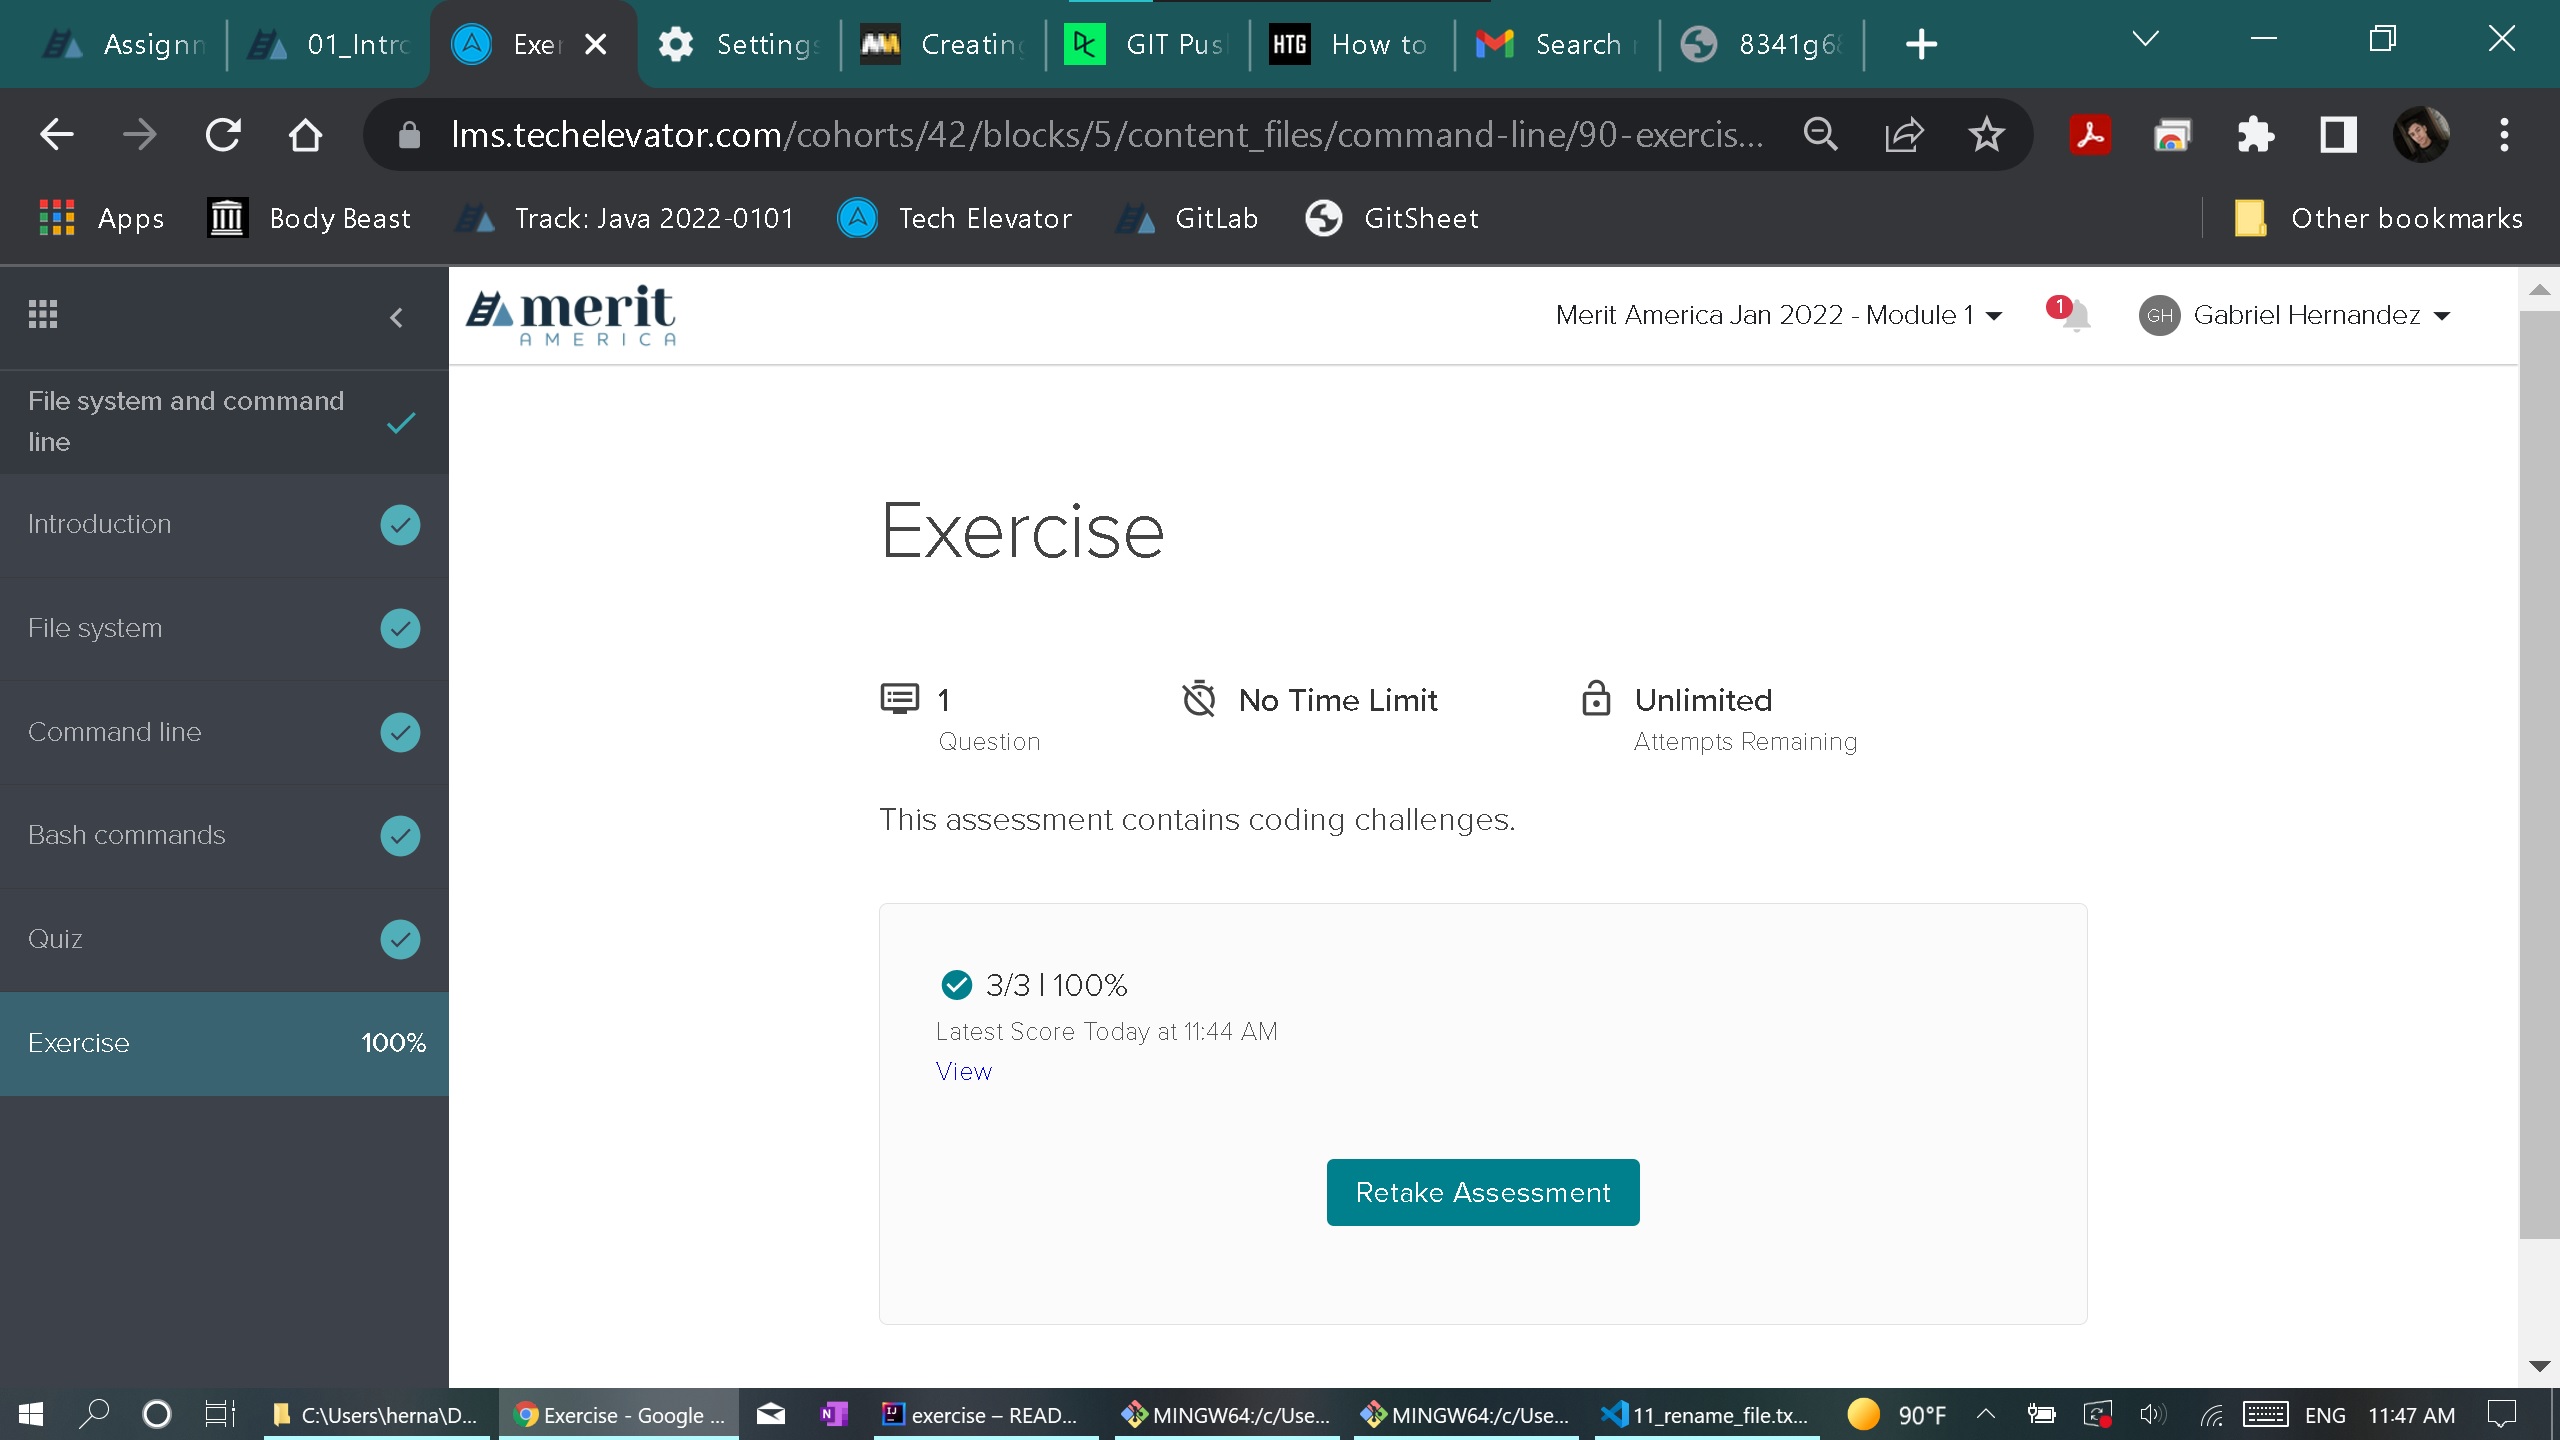 Assignn
01_Intro
Exer
Settings
Creating
GIT Pus
HTG
How to
Search
8341g68
lms.techelevator.com/cohorts/42/blocks/5/content_files/command-line/90-exercis...
Apps
Body Beast
Track: Java 2022-0101
Tech Elevator
GitLab
GitSheet
Other bookmarks
merit
AMERICA
Merit America Jan 2022 - Module 1
1
GH
Gabriel Hernandez
File system and command
line
Introduction
File system
Command line
Bash commands
Quiz
Exercise
100%
Exercise
1
Question
No Time Limit
Unlimited
Attempts Remaining
This assessment contains coding challenges.
3/3 | 100%
Latest Score Today at 11:44 AM
View
Retake Assessment
C:\Users\herna\D...
Exercise - Google ...
exercise – READ...
MINGW64:/c/Use...
MINGW64:/c/Use...
11_rename_file.tx...
90°F
ENG
11:47 AM